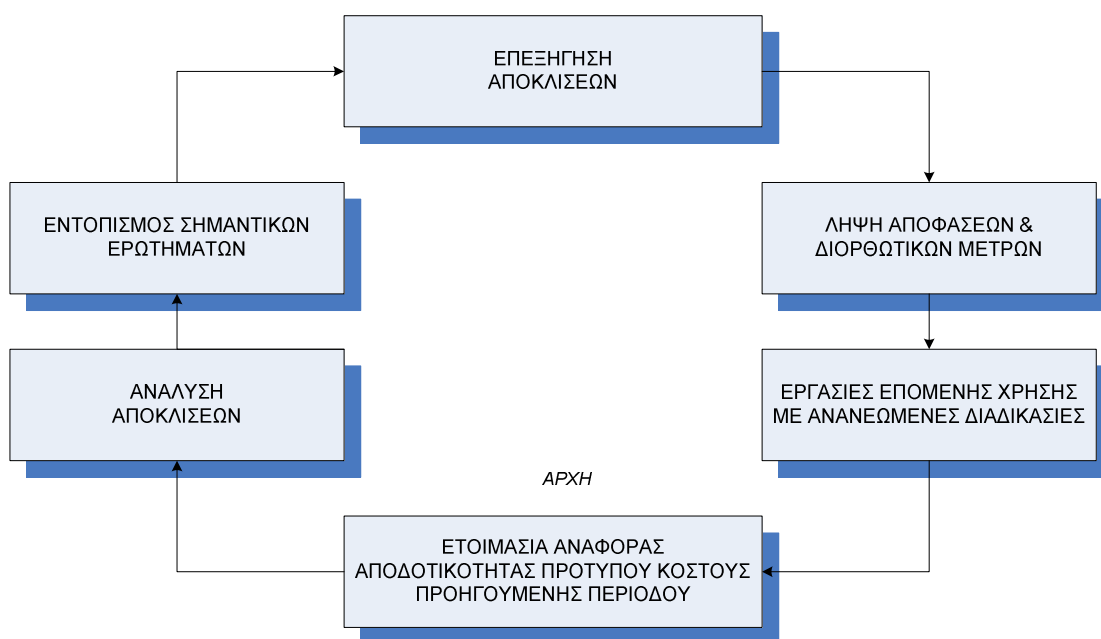 ΕΠΕΞΗΓΗΣΗ
ΑΠΟΚΛΙΣΕΩΝ
ΕΝΤΟΠΙΣΜΟΣ ΣΗΜΑΝΤΙΚΩΝ
ΕΡΩΤΗΜΑΤΩΝ
ΛΗΨΗ ΑΠΟΦΑΣΕΩΝ &
ΔΙΟΡΘΩΤΙΚΩΝ ΜΕΤΡΩΝ
ΑΝΑΛΥΣΗ
ΑΠΟΚΛΙΣΕΩΝ
ΕΡΓΑΣΙΕΣ ΕΠΟΜΕΝΗΣ ΧΡΗΣΗΣ
ΜΕ ΑΝΑΝΕΩΜΕΝΕΣ ΔΙΑΔΙΚΑΣΙΕΣ
ΑΡΧΗ
ΕΤΟΙΜΑΣΙΑ ΑΝΑΦΟΡΑΣ
ΑΠΟΔΟΤΙΚΟΤΗΤΑΣ ΠΡΟΤΥΠΟΥ ΚΟΣΤΟΥΣ
ΠΡΟΗΓΟΥΜΕΝΗΣ ΠΕΡΙΟΔΟΥ